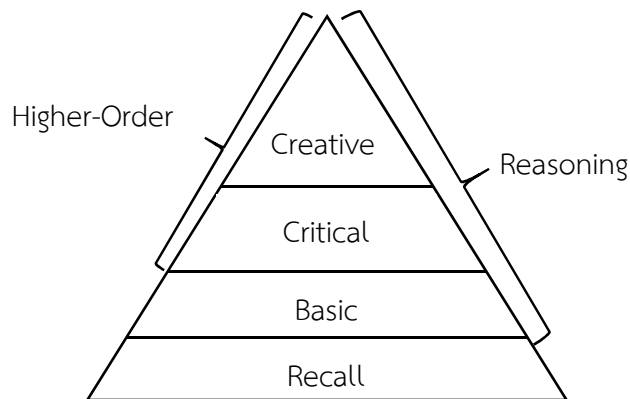 Higher-Order
Creative
Reasoning
Critical
Basic
Recall